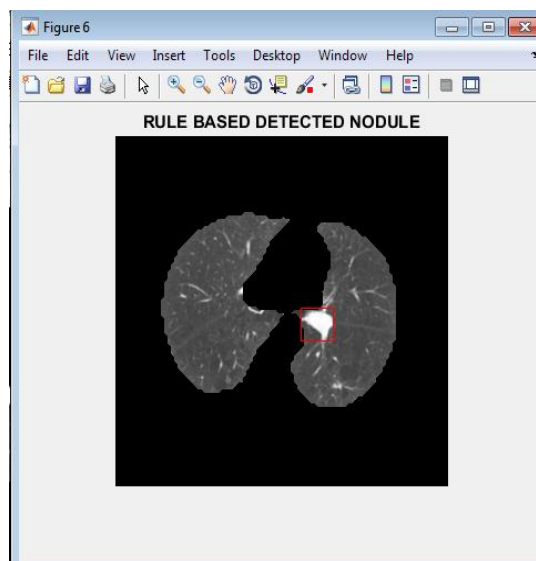 Figure 6
File Edit View Insert Tools Desktop Window Help
RULE BASED DETECTED NODULE